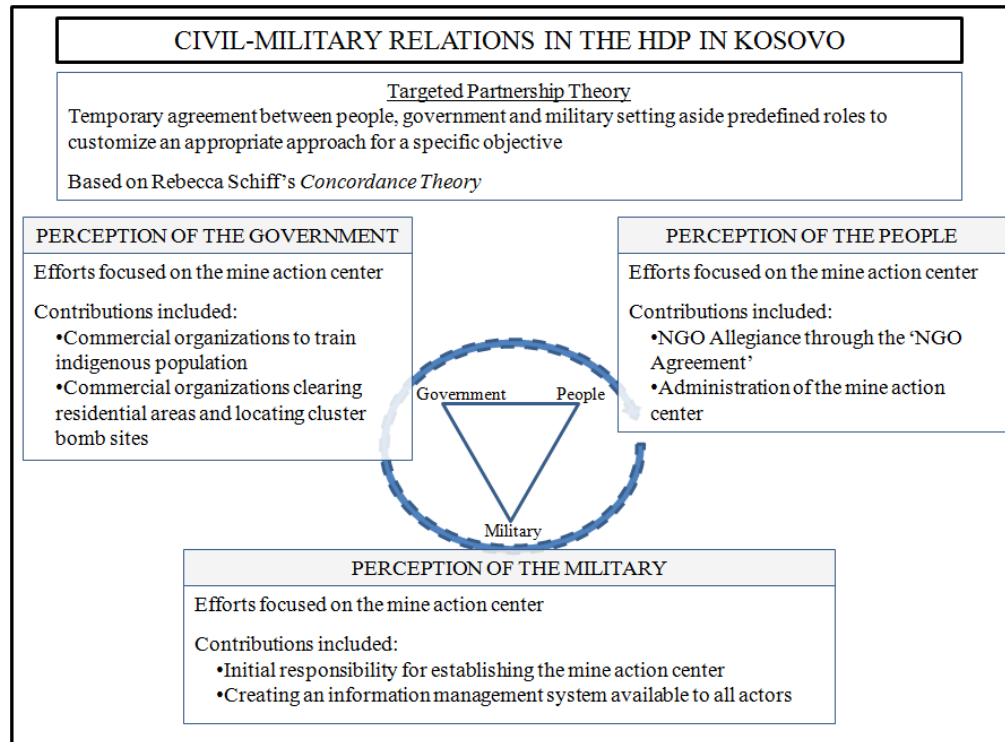 CIVIL-MILITARY RELATIONS IN THE HDP IN KOSOVO
Targeted Partnership Theory
Temporary agreement between people, government and military setting aside predefined roles to
customize an appropriate approach for a specific objective
Based on Rebecca Schiff's Concordance Theory
PERCEPTION OF THE GOVERNMENT
Efforts focused on the mine action center
Contributions included:
•Commercial organizations to train
indigenous population
•Commercial organizations clearing
residential areas and locating cluster
bomb sites
PERCEPTION OF THE PEOPLE
Efforts focused on the mine action center
Contributions included:
•NGO Allegiance through the ‘NGO
Agreement’
•Administration of the mine action
center
Government
People
Military
PERCEPTION OF THE MILITARY
Efforts focused on the mine action center
Contributions included:
•Initial responsibility for establishing the mine action center
•Creating an information management system available to all actors